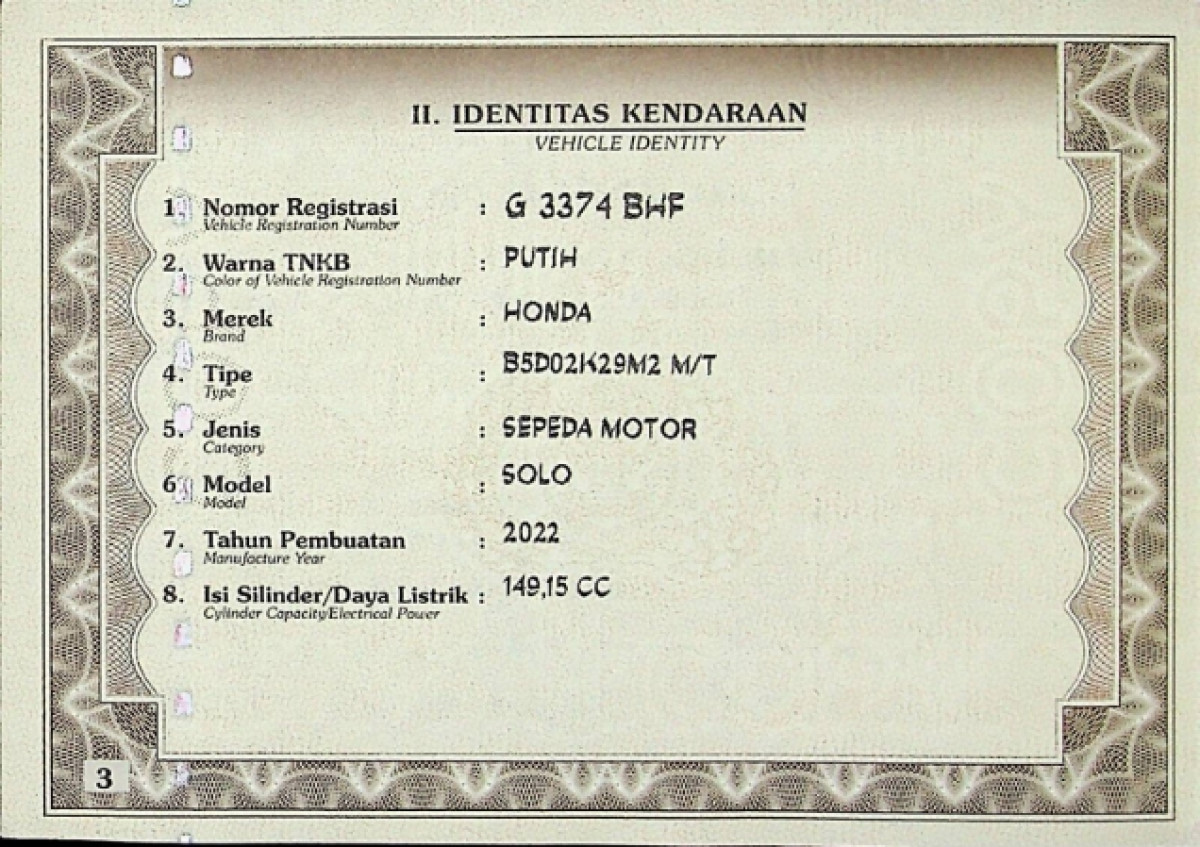 II. IDENTITAS KENDARAAN
VEHICLE IDENTITY
1. Nomor Registrasi : G 3374 BHF
Vehicle Registration Number
2. Warna TNKB : PUTIH
Color of Vehicle Registration Number
3. Merek : HONDA
Brand
4. Tipe : B5D02K29M2 M/T
Type
5. Jenis : SEPEDA MOTOR
Category
6. Model : SOLO
Model
7. Tahun Pembuatan : 2022
Manufacture Year
8. Isi Silinder/Daya Listrik : 149,15 CC
Cylinder Capacity/Electrical Power
3